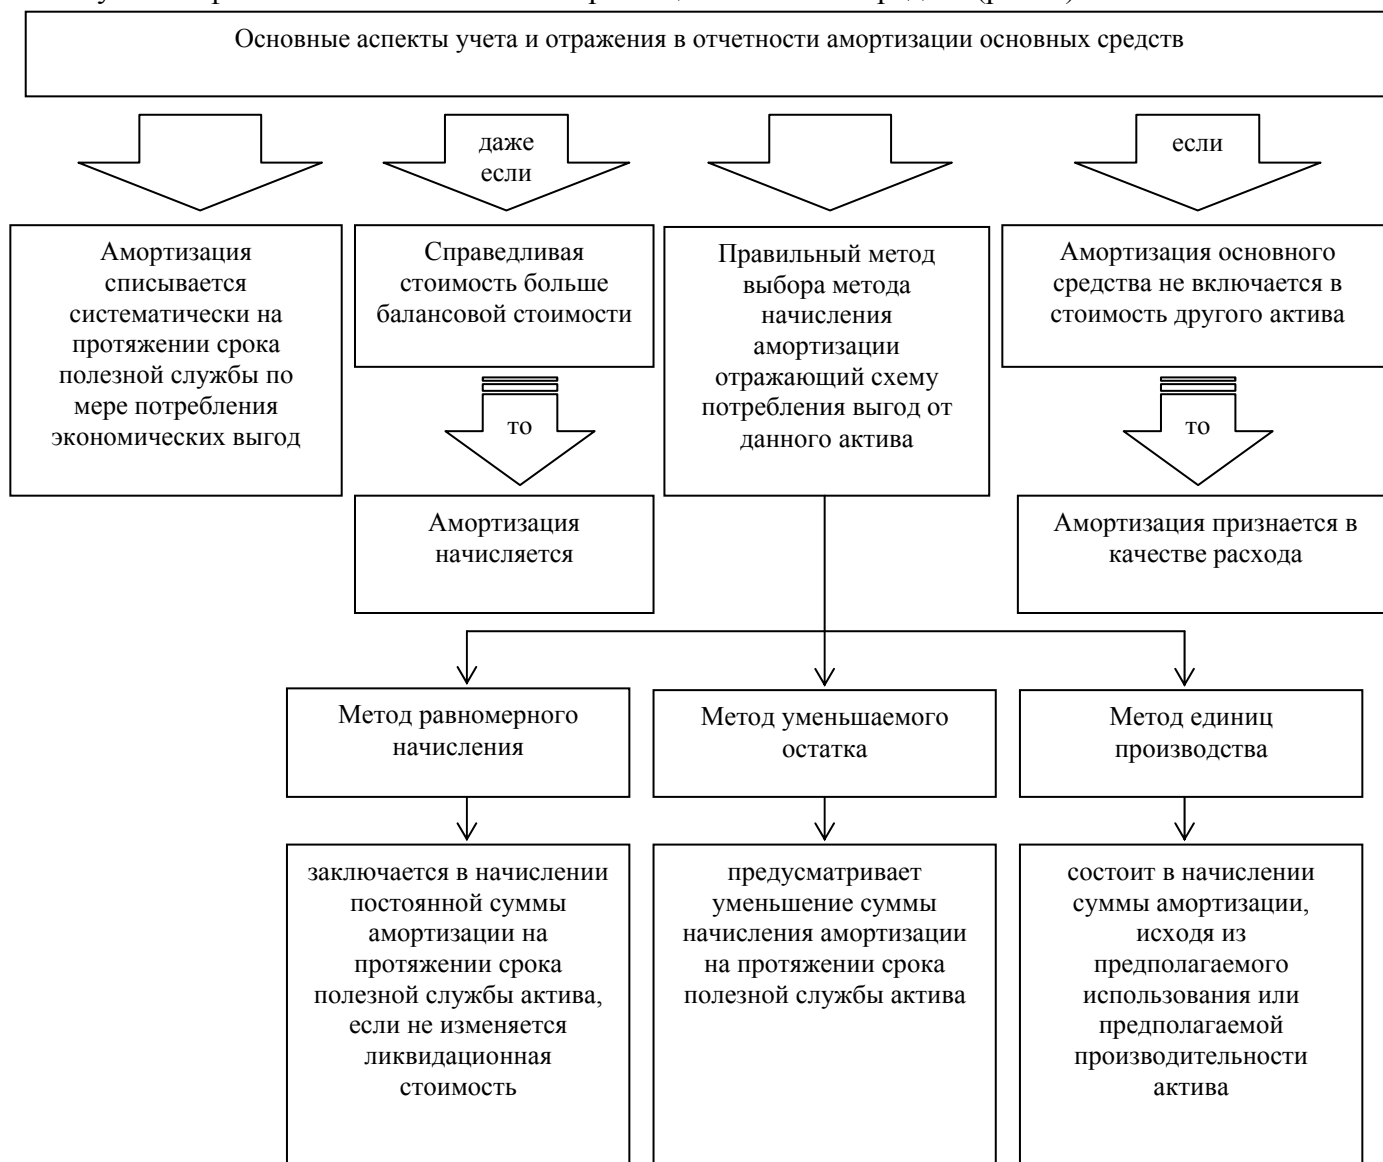 Основные аспекты учета и отражения в отчетности амортизации основных средств
даже
если
если
Амортизация
списывается
систематически на
протяжении срока
полезной службы по
мере потребления
экономических выгод
Справедливая
стоимость больше
балансовой стоимости
Правильный метод
выбора метода
начисления
амортизации
отражающий схему
потребления выгод от
данного актива
Амортизация основного
средства не включается в
стоимость другого актива
то
то
Амортизация
начисляется
Амортизация признается в
качестве расхода
Метод равномерного
начисления
Метод уменьшаемого
остатка
Метод единиц
производства
заключается в начислении
постоянной суммы
амортизации на
протяжении срока
полезной службы актива,
если не изменяется
ликвидационная
стоимость
предусматривает
уменьшение суммы
начисления амортизации
на протяжении срока
полезной службы актива
состоит в начислении
суммы амортизации,
исходя из
предполагаемого
использования или
предполагаемой
производительности
актива